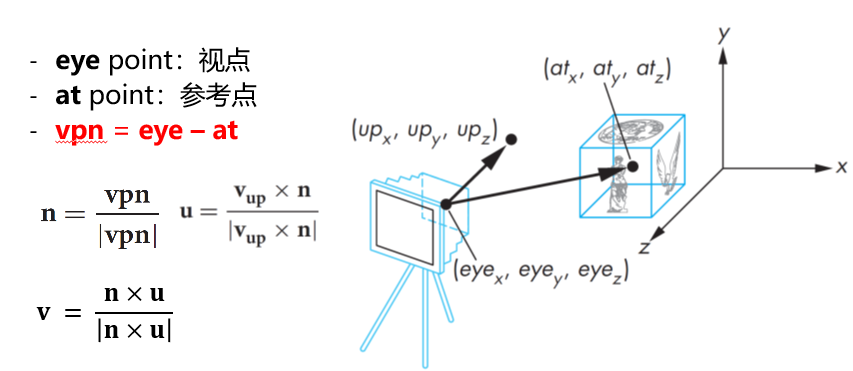 - eye point：视点
- at point：参考点
- vpn = eye – at
n = vpn / |vpn|
u = v_up × n / |v_up × n|
v = n × u / |n × u|
(at_x, at_y, at_z)
(up_x, up_y, up_z)
(eye_x, eye_y, eye_z)
y
x
z